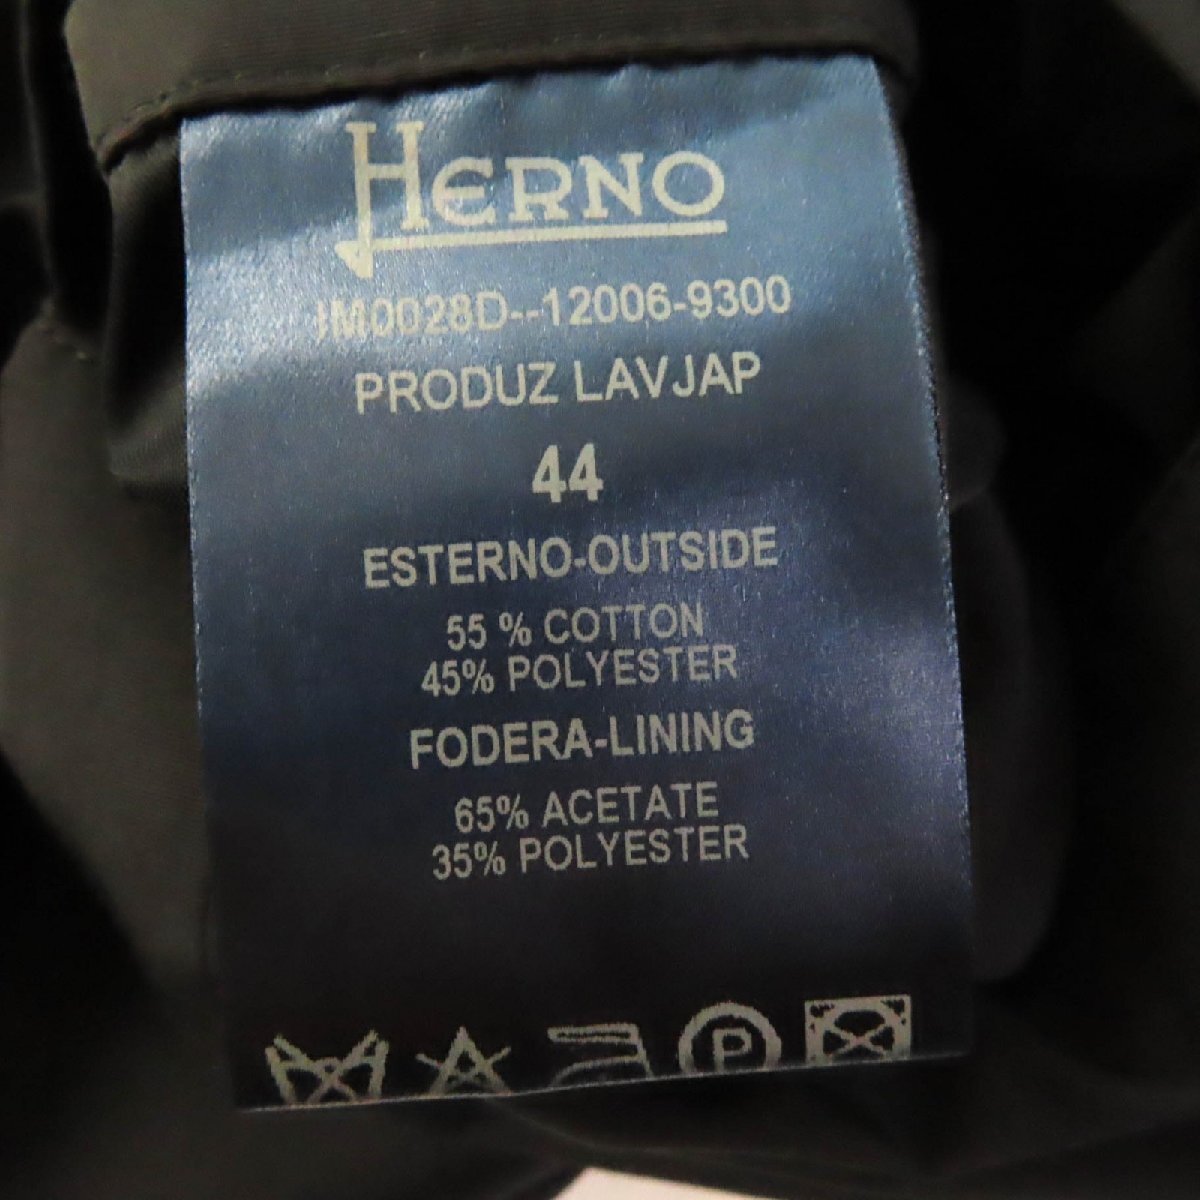 HERNO
IM0028D--12006-9300
PRODUZ LAVJAP
44
ESTERNO-OUTSIDE
55 % COTTON
45% POLYESTER
FODERA-LINING
65% ACETATE
35% POLYESTER
P